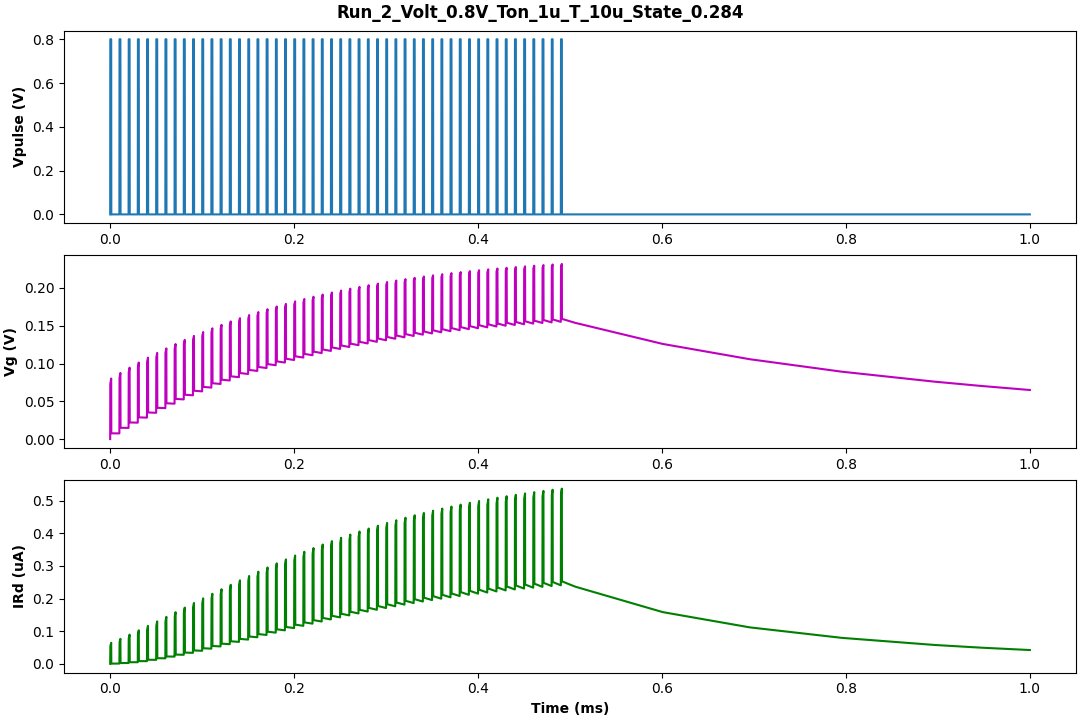 Run_2_Volt_0.8V_Ton_1u_T_10u_State_0.284
Vpulse (V)
0.8
0.6
0.4
0.2
0.0
0.0 0.2 0.4 0.6 0.8 1.0
Vg (V)
0.20
0.15
0.10
0.05
0.00
0.0 0.2 0.4 0.6 0.8 1.0
IRd (uA)
0.5
0.4
0.3
0.2
0.1
0.0
0.0 0.2 0.4 0.6 0.8 1.0
Time (ms)